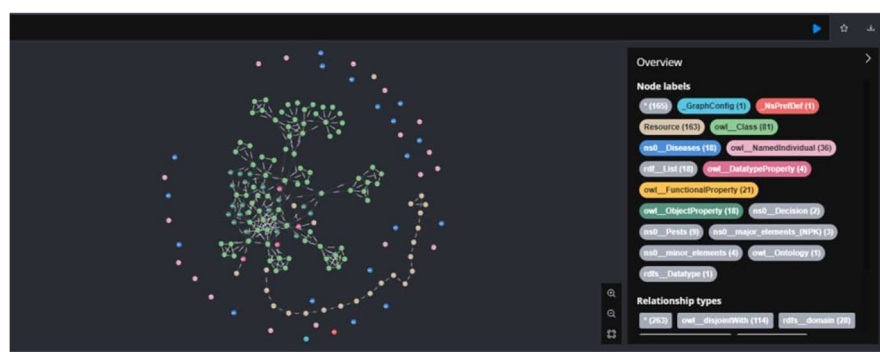 Overview
Node labels
* (165) _GraphConfig (1) _NsPrefDef (1)
Resource (163) owl__Class (81)
ns0__Diseases (18) owl__NamedIndividual (36)
rdf__List (18) owl__DatatypeProperty (4)
owl__FunctionalProperty (21)
owl__ObjectProperty (18) ns0__Decision (2)
ns0__Pests (9) ns0__major_elements_(NPK) (3)
ns0__minor_elements (4) owl__Ontology (1)
rdfs__Datatype (1)
Relationship types
* (263) owl__disjointWith (114) rdfs__domain (28)